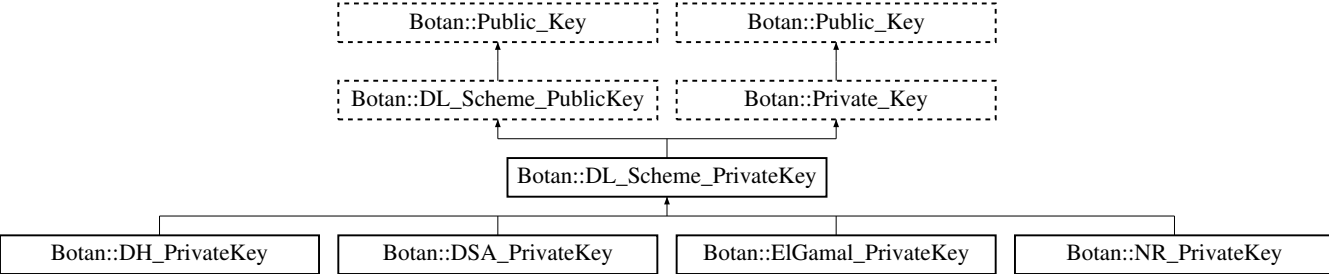 Botan::Public_Key
Botan::Public_Key
Botan::DL_Scheme_PublicKey
Botan::Private_Key
Botan::DL_Scheme_PrivateKey
Botan::DH_PrivateKey
Botan::DSA_PrivateKey
Botan::ElGamal_PrivateKey
Botan::NR_PrivateKey